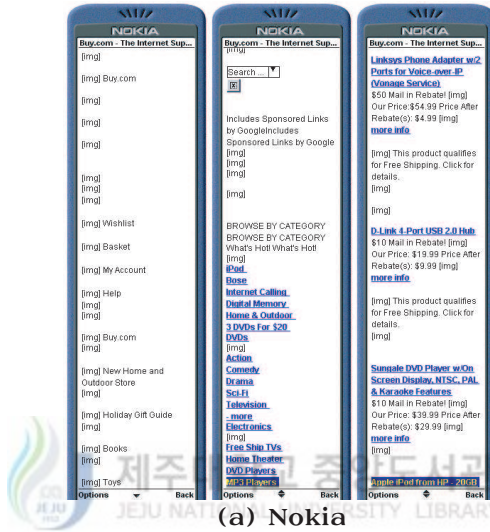 NOKIA
Buy.com - The Internet Sup...
[img]
[img] Buy.com
[img]
[img]
[img]
[img]
[img]
[img]
[img] Wishlist
[img] Basket
[img] My Account
[img] Help
[img]
[img]
[img] Buy.com
[img]
[img] New Home and
Outdoor Store
[img]
[img] Holiday Gift Guide
[img]
[img] Books
[img]
[img] Toys
Options
Back
NOKIA
Buy.com - The Internet Sup...
[img]
Search ...
Includes Sponsored Links
by GoogleIncludes
Sponsored Links by Google
[img]
[img]
[img]
[img]
BROWSE BY CATEGORY
BROWSE BY CATEGORY
What's Hot! What's Hot!
[img]
iPod
Bose
Internet Calling
Digital Memory
Home & Outdoor
3 DVDs For $20
DVDs
[img]
Action
Comedy
Drama
Sci-Fi
Television
- more
Electronics
[img]
Free Ship TVs
Home Theater
DVD Players
MP3 Players
Options
Back
NOKIA
Buy.com - The Internet Sup...
Linksys Phone Adapter w/2
Ports for Voice-over-IP
(Vonage Service)
$50 Mail in Rebate! [img]
Our Price:$54.99 Price After
Rebate(s): $4.99 [img]
more info
[img] This product qualifies
for Free Shipping. Click for
details.
[img]
[img]
D-Link 4-Port USB 2.0 Hub
$10 Mail in Rebate! [img]
Our Price: $19.99 Price After
Rebate(s): $9.99 [img]
more info
[img] This product qualifies
for Free Shipping. Click for
details.
[img]
Sungale DVD Player w/On
Screen Display, NTSC, PAL
& Karaoke Features
$10 Mail in Rebate! [img]
Our Price: $39.99 Price After
Rebate(s): $29.99 [img]
more info
[img]
Apple iPod from HP - 20GB
Options
Back
제주대학교 중앙도서관
JEJU NATIONAL UNIVERSITY LIBRARY
JEJU
(a) Nokia